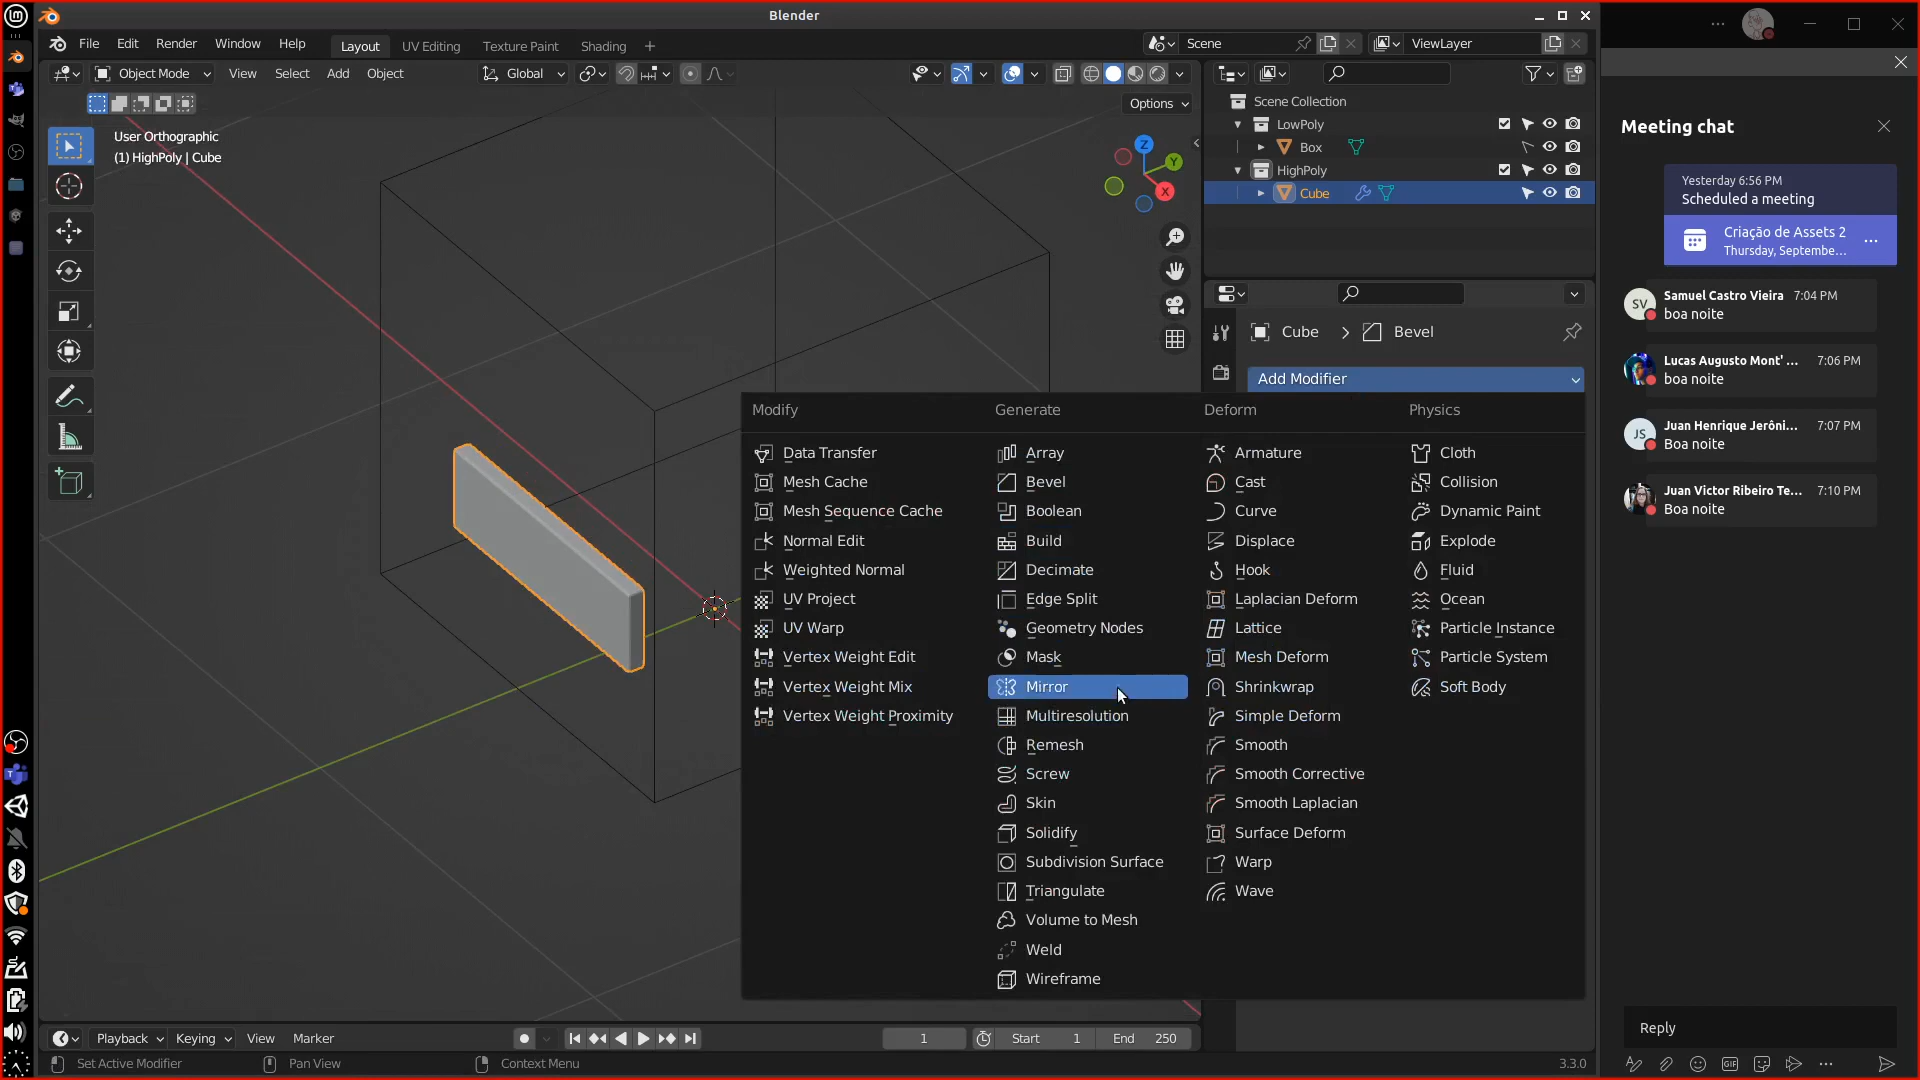 Blender
File Edit Render Window Help
Layout UV Editing Texture Paint Shading +
Scene
ViewLayer
Object Mode View Select Add Object
Global
Options
User Orthographic
(1) HighPoly | Cube
Z
Y
X
Scene Collection
LowPoly
Box
HighPoly
Cube
Cube > Bevel
Add Modifier
Modify Generate Deform Physics
Data Transfer Array Armature Cloth
Mesh Cache Bevel Cast Collision
Mesh Sequence Cache Boolean Curve Dynamic Paint
Normal Edit Build Displace Explode
Weighted Normal Decimate Hook Fluid
UV Project Edge Split Laplacian Deform Ocean
UV Warp Geometry Nodes Lattice Particle Instance
Vertex Weight Edit Mask Mesh Deform Particle System
Vertex Weight Mix Mirror Shrinkwrap Soft Body
Vertex Weight Proximity Multiresolution Simple Deform
Remesh Smooth
Screw Smooth Corrective
Skin Smooth Laplacian
Solidify Surface Deform
Subdivision Surface Warp
Triangulate Wave
Volume to Mesh
Weld
Wireframe
Playback Keying View Marker
1 Start 1 End 250
Set Active Modifier Pan View Context Menu 3.3.0
Meeting chat
Yesterday 6:56 PM
Scheduled a meeting
Criação de Assets 2
Thursday, Septembe...
SV
Samuel Castro Vieira 7:04 PM
boa noite
Lucas Augusto Mont' ... 7:06 PM
boa noite
JS
Juan Henrique Jerôni... 7:07 PM
Boa noite
Juan Victor Ribeiro Te... 7:10 PM
Boa noite
Reply
GIF